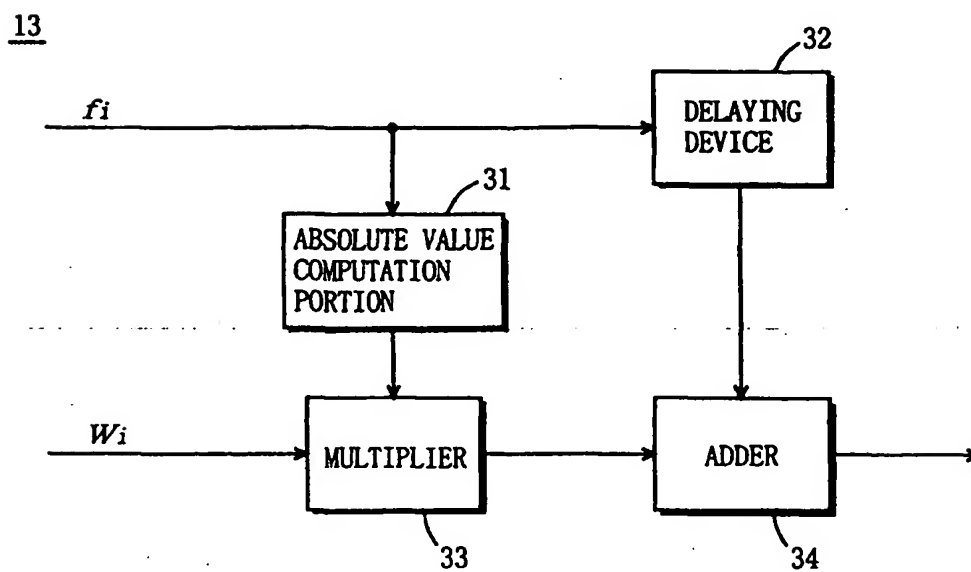 13
32
fi
DELAYING
DEVICE
31
ABSOLUTE VALUE
COMPUTATION
PORTION
Wi
MULTIPLIER
ADDER
33
34